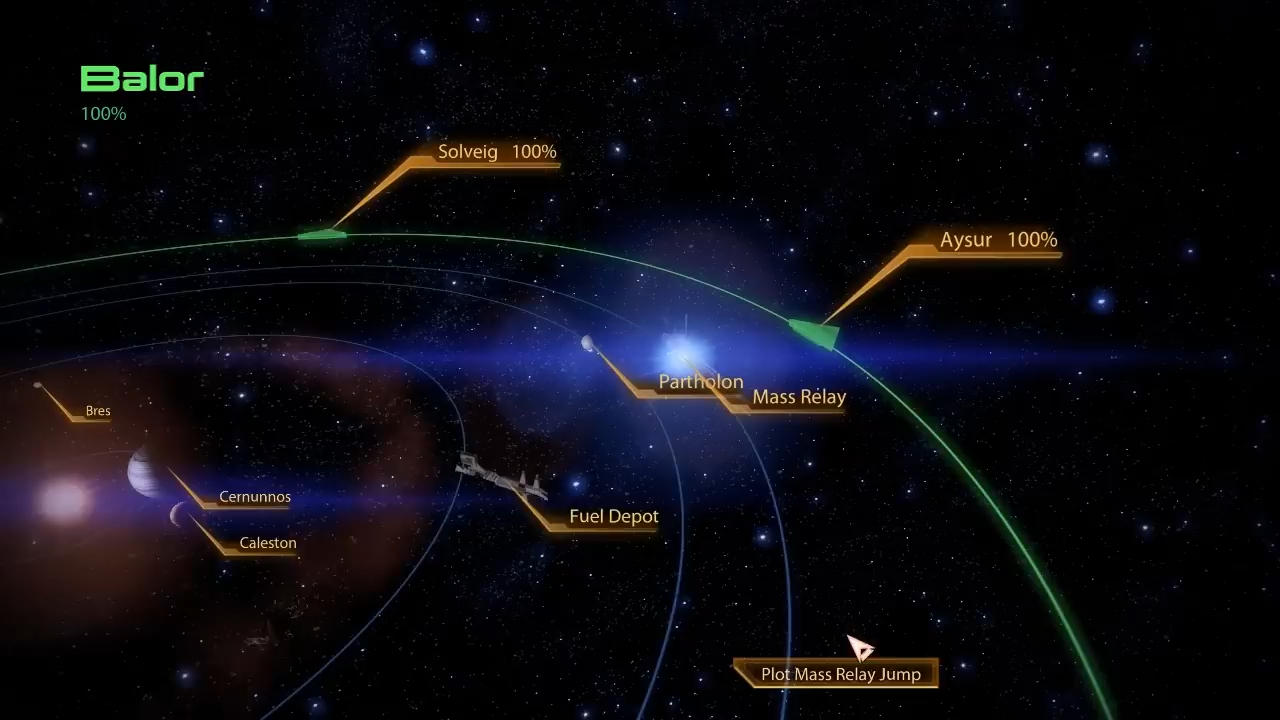 Balor
100%
Solveig 100%
Aysur 100%
Partholon
Mass Relay
Bres
Cernunnos
Fuel Depot
Caleston
Plot Mass Relay Jump